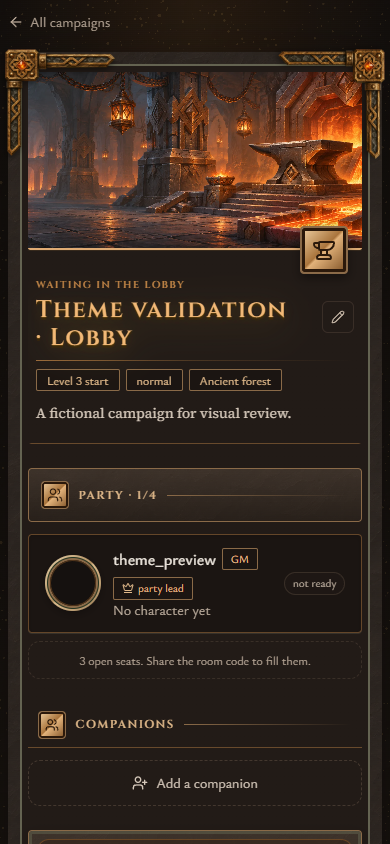 All campaigns
WAITING IN THE LOBBY
THEME VALIDATION
· LOBBY
Level 3 start normal Ancient forest
A fictional campaign for visual review.
PARTY · 1/4
theme_preview GM
party lead
not ready
No character yet
3 open seats. Share the room code to fill them.
COMPANIONS
Add a companion